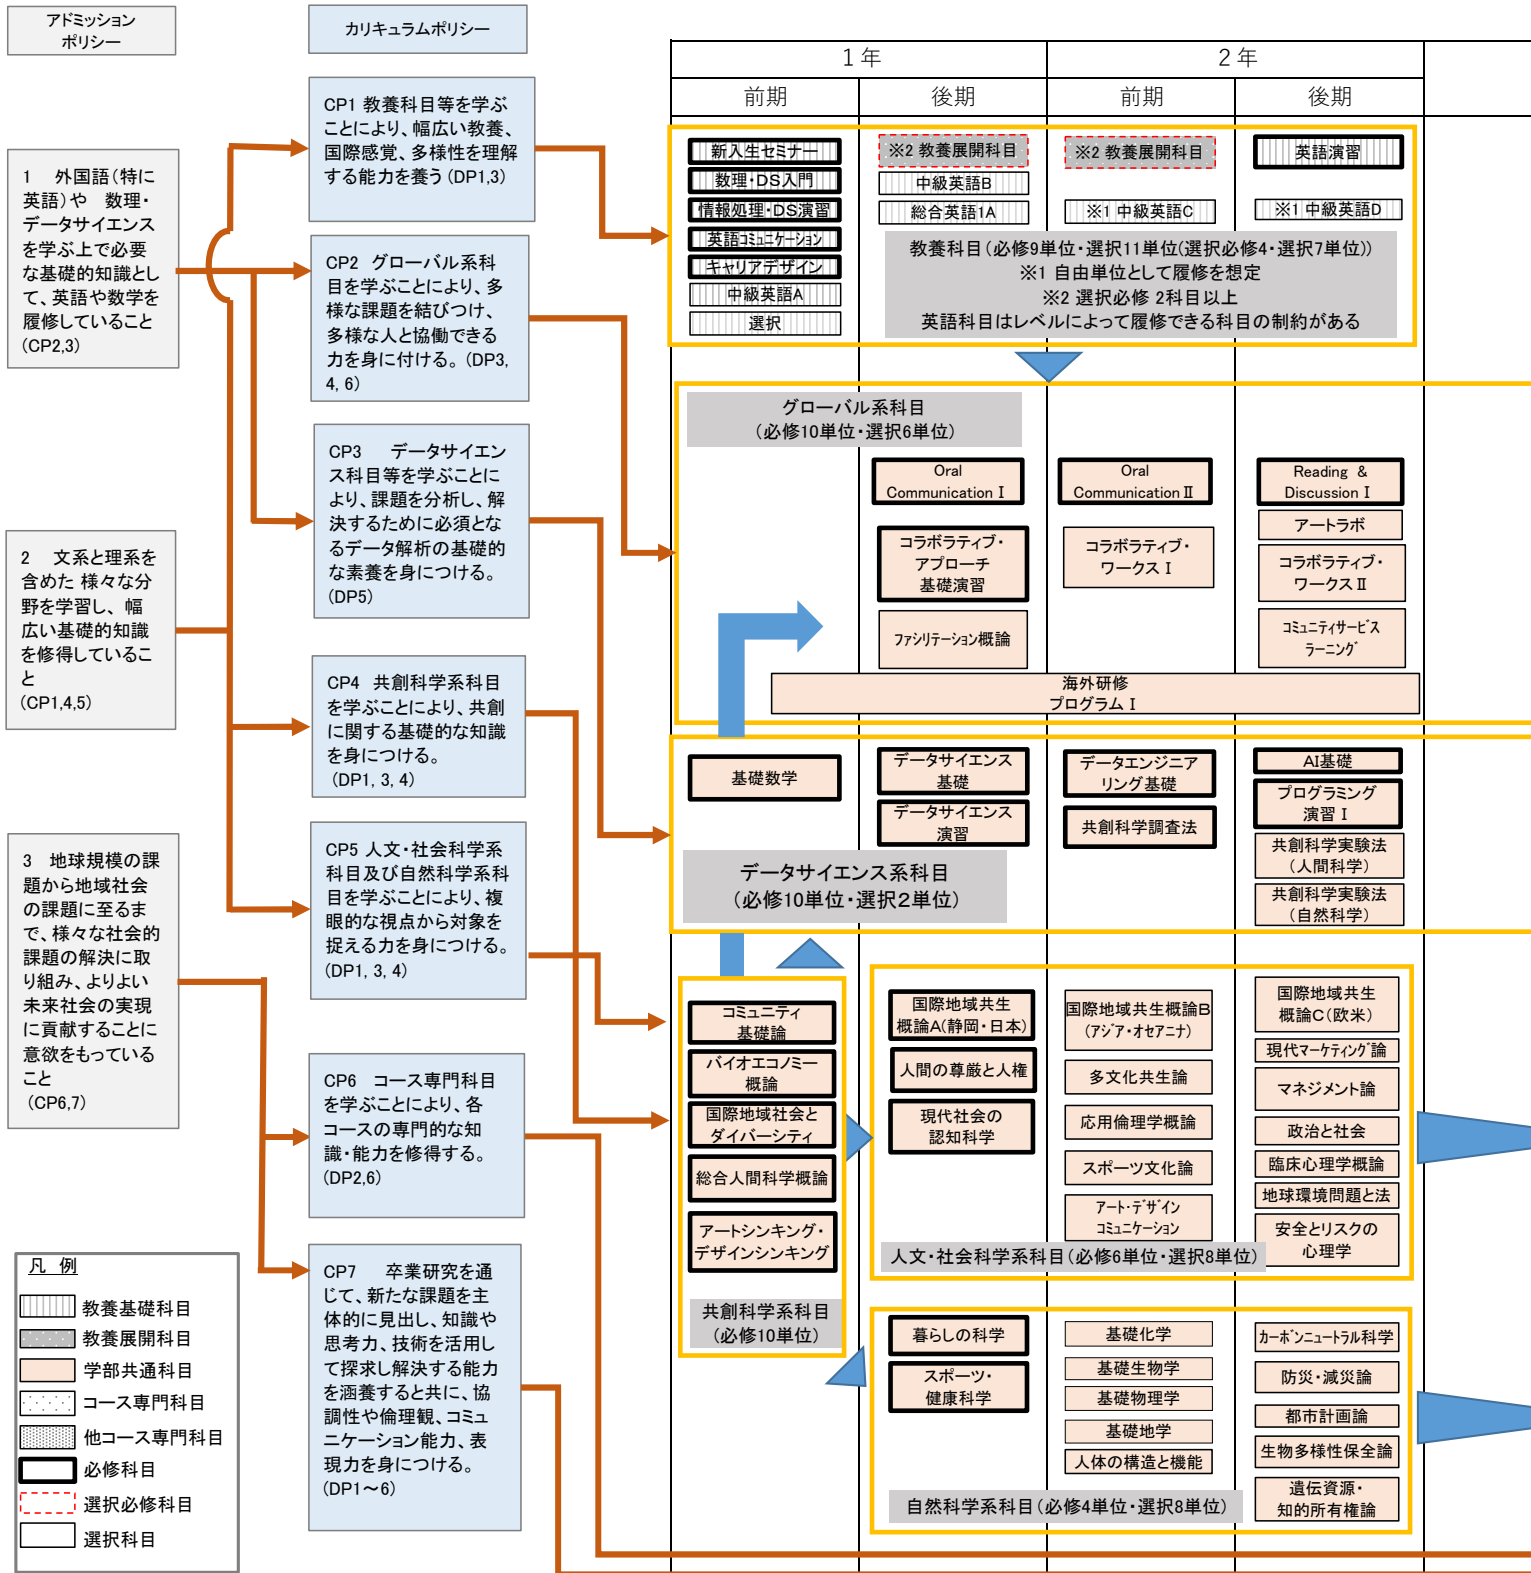 アドミッション
ポリシー
カリキュラムポリシー
1 外国語(特に
英語)や 数理・
データサイエンス
を学ぶ上で必要
な基礎的知識とし
て、英語や数学を
履修していること
(CP2,3)
2 文系と理系を
含めた 様々な分
野を学習し、幅
広い基礎的知識
を修得しているこ
と
(CP1,4,5)
3 地球規模の課
題から地域社会
の課題に至るま
で、様々な社会的
課題の解決に取
り組み、よりよい
未来社会の実現
に貢献することに
意欲をもっている
こと
(CP6,7)
凡 例
教養基礎科目
教養展開科目
学部共通科目
コース専門科目
他コース専門科目
必修科目
選択必修科目
選択科目
CP1 教養科目等を学ぶ
ことにより、幅広い教養、
国際感覚、多様性を理解
する能力を養う(DP1,3)
CP2 グローバル系科
目を学ぶことにより、多
様な課題を結びつけ、
多様な人と協働できる
力を身に付ける。(DP3,
4, 6)
CP3 データサイエン
ス科目等を学ぶことに
より、課題を分析し、解
決するために必須とな
るデータ解析の基礎的
な素養を身につける。
(DP5)
CP4 共創科学系科目
を学ぶことにより、共創
に関する基礎的な知識
を身につける。
(DP1, 3, 4)
CP5 人文・社会科学系
科目及び自然科学系科
目を学ぶことにより、複
眼的な視点から対象を
捉える力を身につける。
(DP1, 3, 4)
CP6 コース専門科目
を学ぶことにより、各
コースの専門的な知
識・能力を修得する。
(DP2,6)
CP7 卒業研究を通
じて、新たな課題を主
体的に見出し、知識や
思考力、技術を活用し
て探求し解決する能力
を涵養すると共に、協
調性や倫理観、コミュ
ニケーション能力、表
現力を身につける。
(DP1～6)
1年
2年
前期
後期
前期
後期
新入生セミナー
数理・DS入門
情報処理・DS演習
英語コミュニケーション
キャリアデザイン
中級英語A
選択
※2 教養展開科目
中級英語B
総合英語1A
※2 教養展開科目
※1 中級英語C
英語演習
※1 中級英語D
教養科目(必修9単位・選択11単位(選択必修4・選択7単位))
※1 自由単位として履修を想定
※2 選択必修 2科目以上
英語科目はレベルによって履修できる科目の制約がある
グローバル系科目
(必修10単位・選択6単位)
Oral
Communication Ⅰ
コラボラティブ・
アプローチ
基礎演習
ファシリテーション概論
Oral
Communication Ⅱ
コラボラティブ・
ワークス Ⅰ
Reading &
Discussion Ⅰ
アートラボ
コラボラティブ・
ワークス Ⅱ
コミュニティサービス
ラーニング
海外研修
プログラム Ⅰ
基礎数学
データサイエンス
基礎
データサイエンス
演習
データエンジニア
リング基礎
共創科学調査法
AI基礎
プログラミング
演習 Ⅰ
共創科学実験法
(人間科学)
共創科学実験法
(自然科学)
データサイエンス系科目
(必修10単位・選択2単位)
コミュニティ
基礎論
バイオエコノミー
概論
国際地域社会と
ダイバーシティ
総合人間科学概論
アートシンキング・
デザインシンキング
共創科学系科目
(必修10単位)
国際地域共生
概論A(静岡・日本)
人間の尊厳と人権
現代社会の
認知科学
国際地域共生概論B
(アジア・オセアニナ)
多文化共生論
応用倫理学概論
スポーツ文化論
アート・デザイン
コミュニケーション
国際地域共生
概論C(欧米)
現代マーケティング論
マネジメント論
政治と社会
臨床心理学概論
地球環境問題と法
安全とリスクの
心理学
人文・社会科学系科目(必修6単位・選択8単位)
暮らしの科学
スポーツ・
健康科学
基礎化学
基礎生物学
基礎物理学
基礎地学
人体の構造と機能
カーボンニュートラル科学
防災・減災論
都市計画論
生物多様性保全論
遺伝資源・
知的所有権論
自然科学系科目(必修4単位・選択8単位)